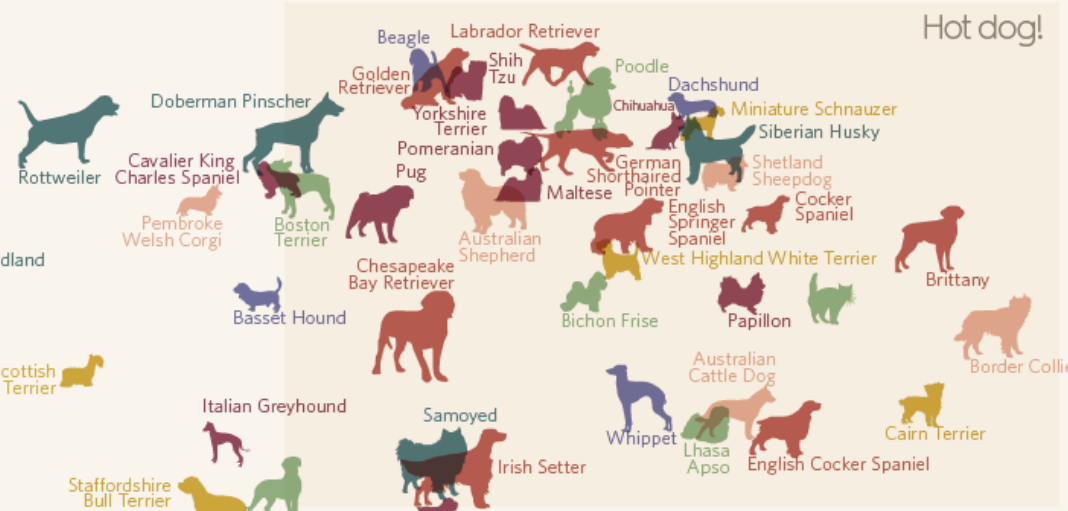 Hot dog!
Labrador Retriever
Beagle
Shih
Tzu
Golden
Retriever
Poodle
Dachshund
Doberman Pinscher
Chihuahua
Miniature Schnauzer
Yorkshire
Terrier
Siberian Husky
Pomeranian
Cavalier King
Charles Spaniel
Rottweiler
Pug
German
Shorthaired
Pointer
Shetland
Sheepdog
Maltese
Cocker
Spaniel
English
Springer
Spaniel
Pembroke
Welsh Corgi
Boston
Terrier
Australian
Shepherd
dland
West Highland White Terrier
Chesapeake
Bay Retriever
Brittany
Basset Hound
Bichon Frise
Papillon
Australian
Cattle Dog
Border Collie
cottish
Terrier
Italian Greyhound
Samoyed
Whippet
Cairn Terrier
Lhasa
Apso
English Cocker Spaniel
Irish Setter
Staffordshire
Bull Terrier